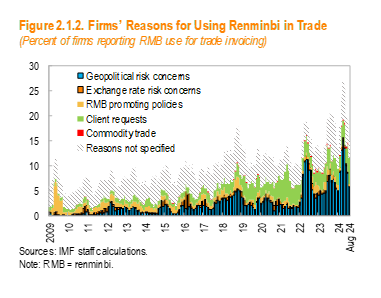 Figure 2.1.2. Firms' Reasons for Using Renminbi in Trade
(Percent of firms reporting RMB use for trade invoicing)
30
25
20
15
10
5
0
Geopolitical risk concerns
Exchange rate risk concerns
RMB promoting policies
Client requests
Commodity trade
Reasons not specified
2009 10 11 12 13 14 15 16 17 18 19 20 21 22 23 24 Aug 24
Sources: IMF staff calculations.
Note: RMB = renminbi.